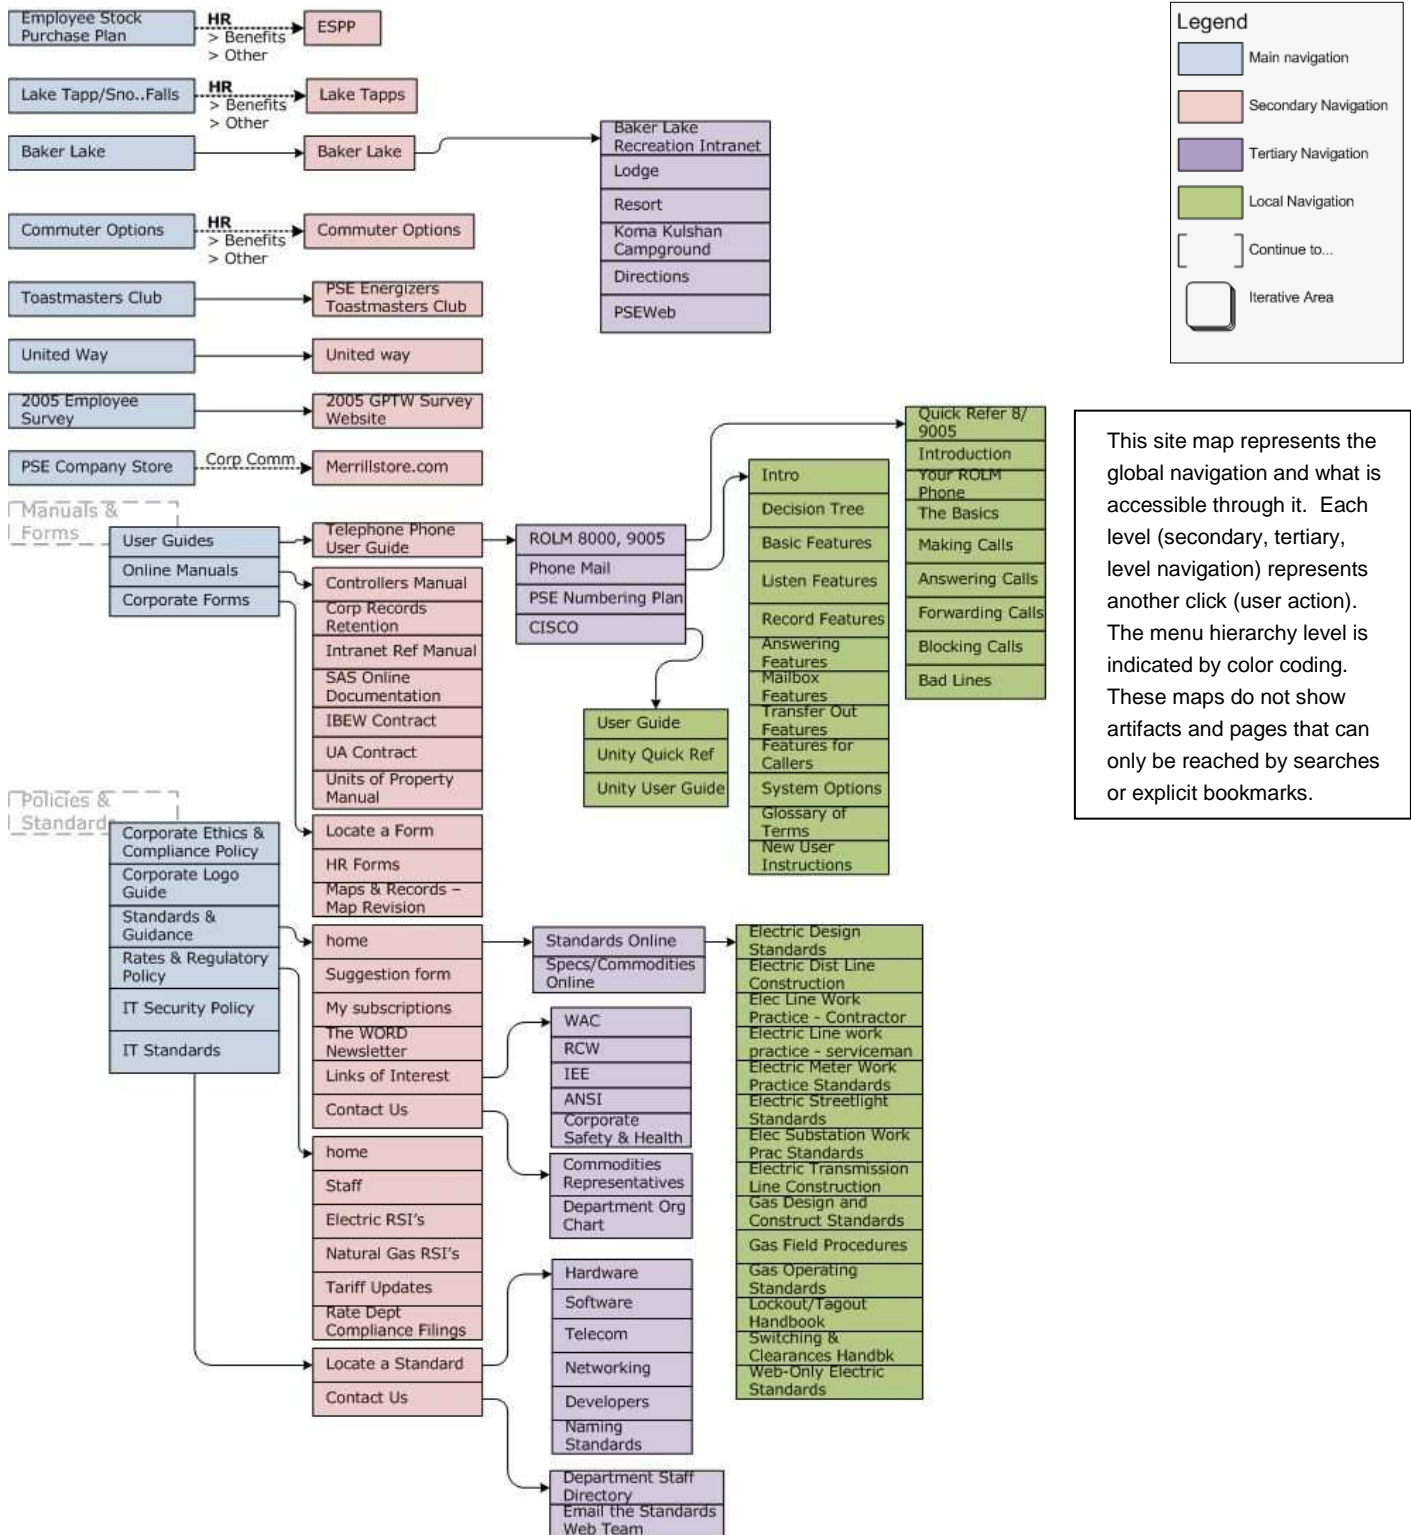 Employee Stock
Purchase Plan
HR
> Benefits
> Other
ESPP
Lake Tapp/Sno..Falls
HR
> Benefits
> Other
Lake Tapps
Baker Lake
Baker Lake
Baker Lake
Recreation Intranet
Lodge
Resort
Koma Kulshan
Campground
Directions
PSEWeb
Commuter Options
HR
> Benefits
> Other
Commuter Options
Toastmasters Club
PSE Energizers
Toastmasters Club
United Way
United way
2005 Employee
Survey
2005 GPTW Survey
Website
PSE Company Store
Corp Comm
Merrillstore.com
Legend
Main navigation
Secondary Navigation
Tertiary Navigation
Local Navigation
Continue to...
Iterative Area
This site map represents the
global navigation and what is
accessible through it. Each
level (secondary, tertiary,
level navigation) represents
another click (user action).
The menu hierarchy level is
indicated by color coding.
These maps do not show
artifacts and pages that can
only be reached by searches
or explicit bookmarks.
Manuals &
Forms
User Guides
Online Manuals
Corporate Forms
Telephone Phone
User Guide
Controllers Manual
Corp Records
Retention
Intranet Ref Manual
SAS Online
Documentation
IBEW Contract
UA Contract
Units of Property
Manual
Locate a Form
HR Forms
Maps & Records –
Map Revision
ROLM 8000, 9005
Phone Mail
PSE Numbering Plan
CISCO
User Guide
Unity Quick Ref
Unity User Guide
Intro
Decision Tree
Basic Features
Listen Features
Record Features
Answering
Features
Mailbox
Features
Transfer Out
Features
Features for
Callers
System Options
Glossary of
Terms
New User
Instructions
Quick Refer 8/
9005
Introduction
Your ROLM
Phone
The Basics
Making Calls
Answering Calls
Forwarding Calls
Blocking Calls
Bad Lines
Policies &
Standards
Corporate Ethics &
Compliance Policy
Corporate Logo
Guide
Standards &
Guidance
Rates & Regulatory
Policy
IT Security Policy
IT Standards
home
Suggestion form
My subscriptions
The WORD
Newsletter
Links of Interest
Contact Us
home
Staff
Electric RSI's
Natural Gas RSI's
Tariff Updates
Rate Dept
Compliance Filings
Locate a Standard
Contact Us
Standards Online
Specs/Commodities
Online
WAC
RCW
IEE
ANSI
Corporate
Safety & Health
Commodities
Representatives
Department Org
Chart
Hardware
Software
Telecom
Networking
Developers
Naming
Standards
Department Staff
Directory
Email the Standards
Web Team
Electric Design
Standards
Electric Dist Line
Construction
Elec Line Work
Practice - Contractor
Electric Line work
practice - serviceman
Electric Meter Work
Practice Standards
Electric Streetlight
Standards
Elec Substation Work
Prac Standards
Electric Transmission
Line Construction
Gas Design and
Construct Standards
Gas Field Procedures
Gas Operating
Standards
Lockout/Tagout
Handbook
Switching &
Clearances Handbk
Web-Only Electric
Standards